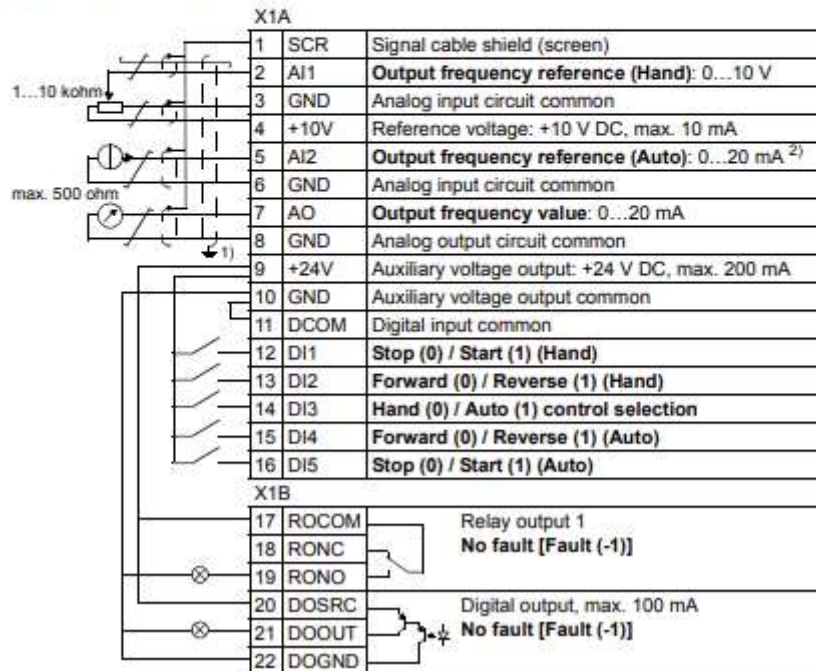 X1A
1 SCR Signal cable shield (screen)
2 AI1 Output frequency reference (Hand): 0…10 V
1…10 kohm
3 GND Analog input circuit common
4 +10V Reference voltage: +10 V DC, max. 10 mA
5 AI2 Output frequency reference (Auto): 0…20 mA 2)
max. 500 ohm
6 GND Analog input circuit common
7 AO Output frequency value: 0…20 mA
8 GND Analog output circuit common
1)
9 +24V Auxiliary voltage output: +24 V DC, max. 200 mA
10 GND Auxiliary voltage output common
11 DCOM Digital input common
12 DI1 Stop (0) / Start (1) (Hand)
13 DI2 Forward (0) / Reverse (1) (Hand)
14 DI3 Hand (0) / Auto (1) control selection
15 DI4 Forward (0) / Reverse (1) (Auto)
16 DI5 Stop (0) / Start (1) (Auto)
X1B
17 ROCOM Relay output 1
18 RONC No fault [Fault (-1)]
19 RONO
20 DOSRC Digital output, max. 100 mA
21 DOOUT No fault [Fault (-1)]
22 DOGND